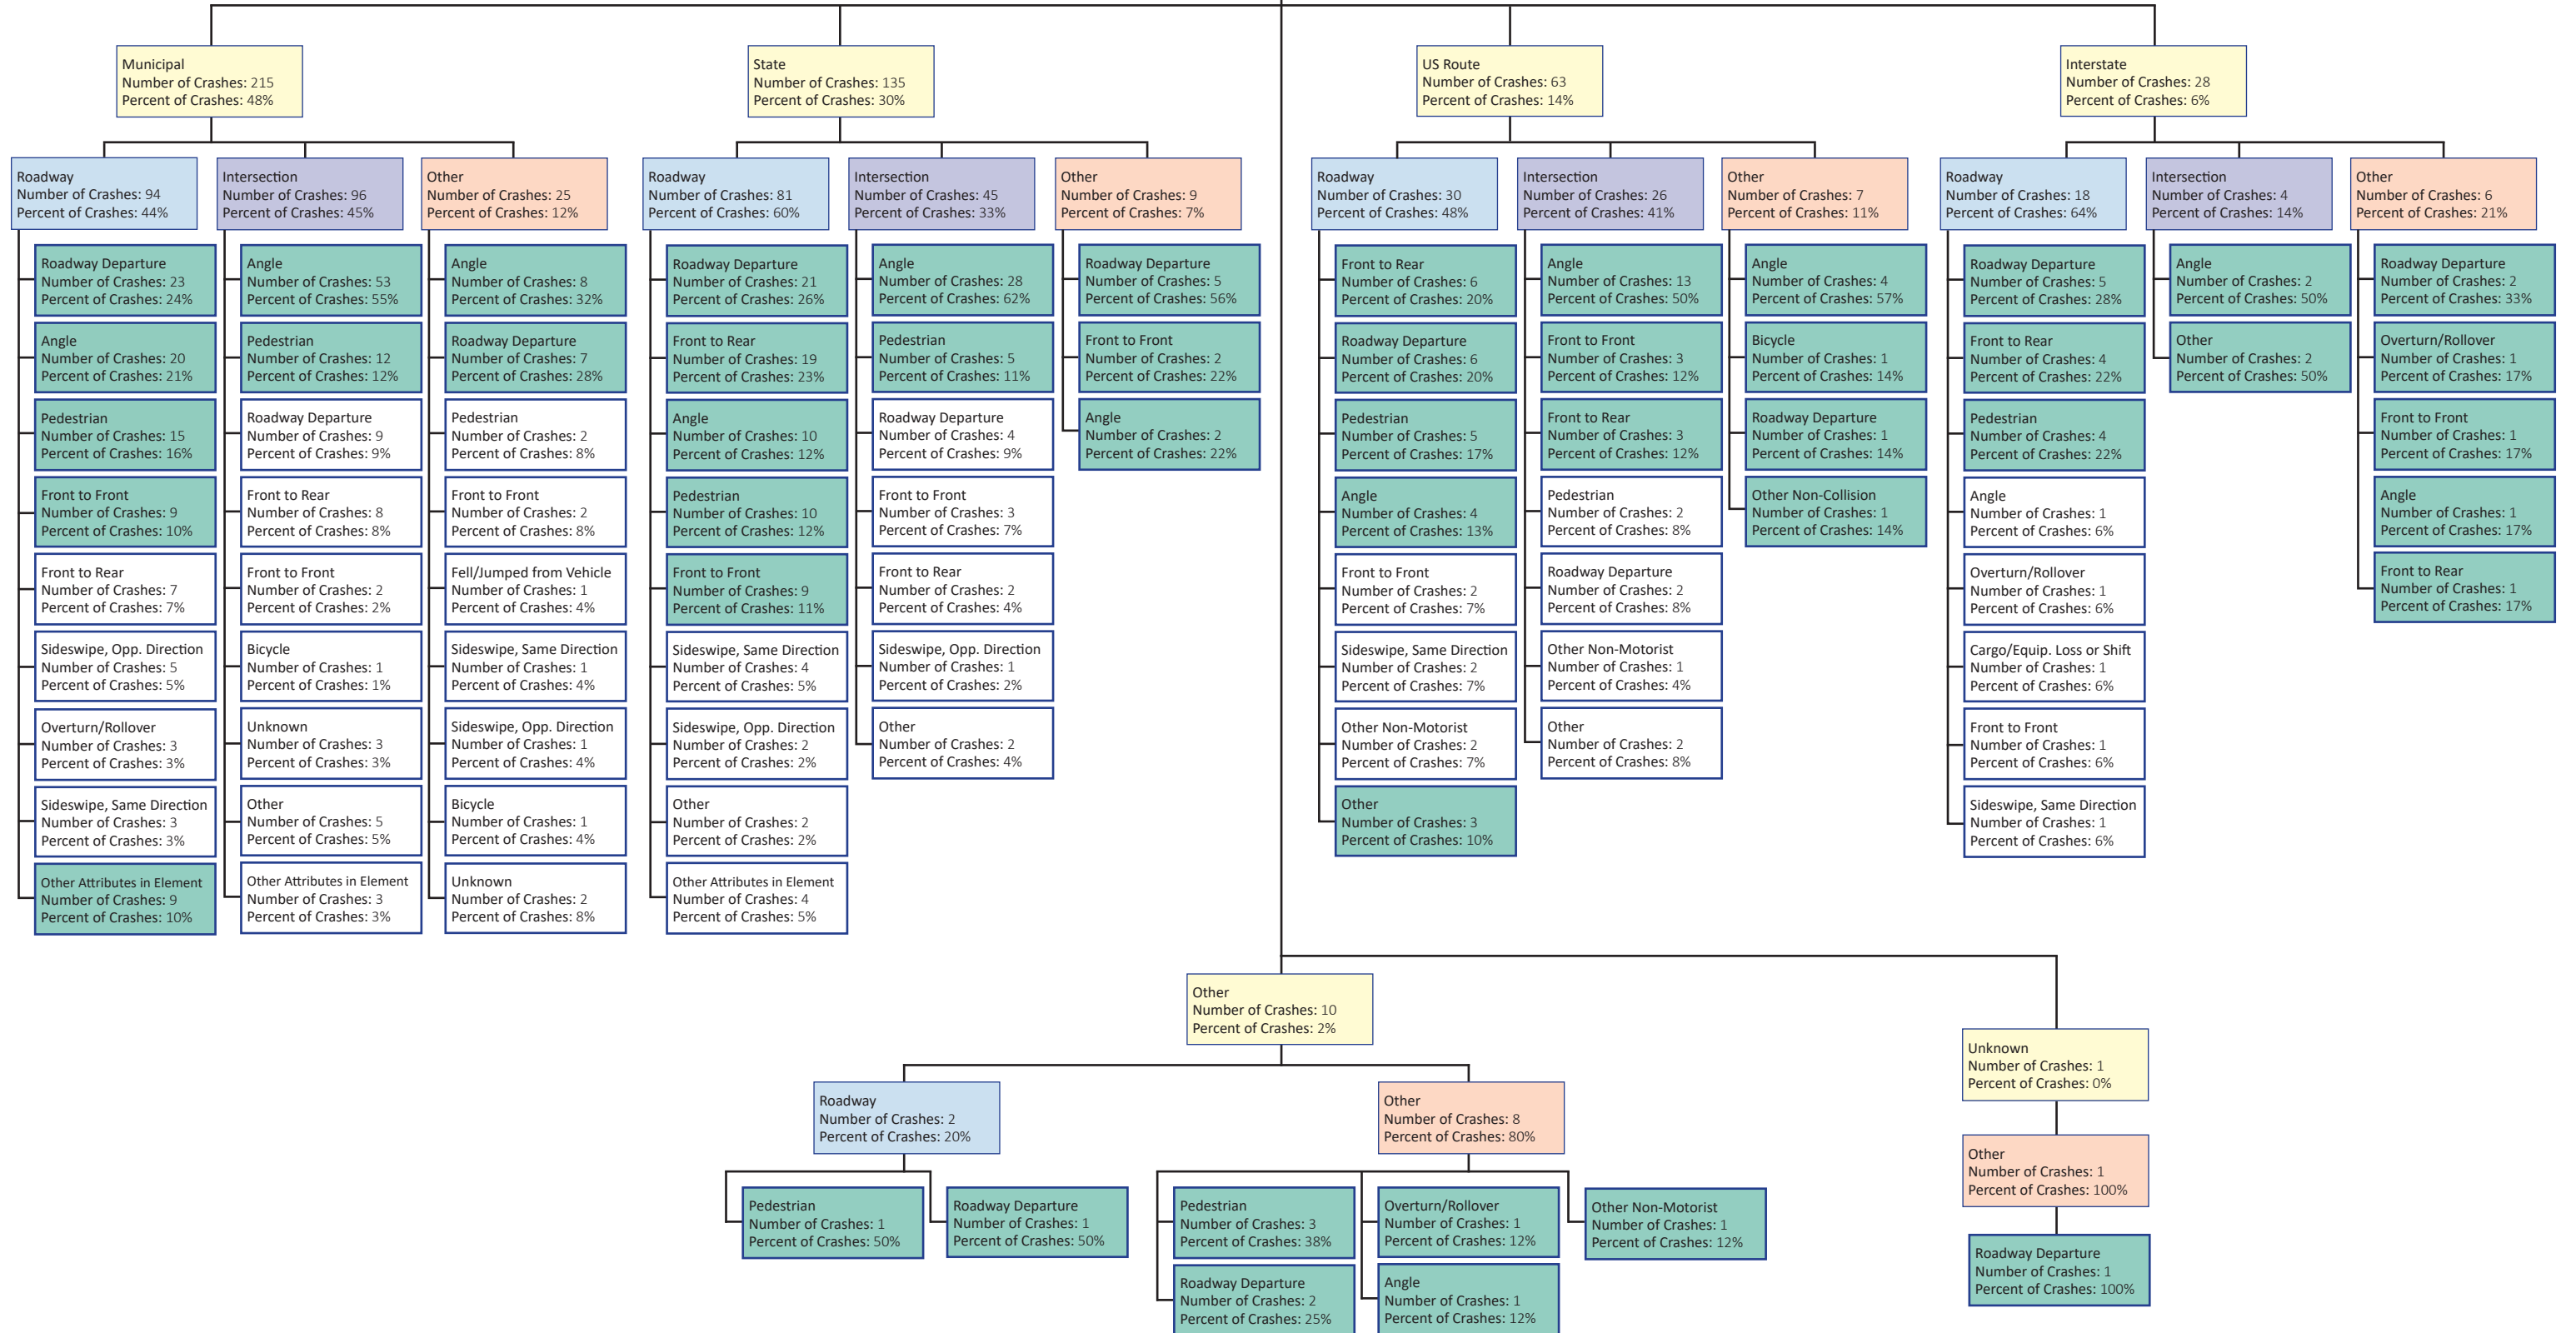 Municipal
Number of Crashes: 215
Percent of Crashes: 48%
Roadway
Number of Crashes: 94
Percent of Crashes: 44%
Roadway Departure
Number of Crashes: 23
Percent of Crashes: 24%
Angle
Number of Crashes: 20
Percent of Crashes: 21%
Pedestrian
Number of Crashes: 15
Percent of Crashes: 16%
Front to Front
Number of Crashes: 9
Percent of Crashes: 10%
Front to Rear
Number of Crashes: 7
Percent of Crashes: 7%
Sideswipe, Opp. Direction
Number of Crashes: 5
Percent of Crashes: 5%
Overturn/Rollover
Number of Crashes: 3
Percent of Crashes: 3%
Sideswipe, Same Direction
Number of Crashes: 3
Percent of Crashes: 3%
Other Attributes in Element
Number of Crashes: 9
Percent of Crashes: 10%
Intersection
Number of Crashes: 96
Percent of Crashes: 45%
Angle
Number of Crashes: 53
Percent of Crashes: 55%
Pedestrian
Number of Crashes: 12
Percent of Crashes: 12%
Roadway Departure
Number of Crashes: 9
Percent of Crashes: 9%
Front to Rear
Number of Crashes: 8
Percent of Crashes: 8%
Front to Front
Number of Crashes: 2
Percent of Crashes: 2%
Bicycle
Number of Crashes: 1
Percent of Crashes: 1%
Unknown
Number of Crashes: 3
Percent of Crashes: 3%
Other
Number of Crashes: 5
Percent of Crashes: 5%
Other Attributes in Element
Number of Crashes: 3
Percent of Crashes: 3%
Other
Number of Crashes: 25
Percent of Crashes: 12%
Angle
Number of Crashes: 8
Percent of Crashes: 32%
Roadway Departure
Number of Crashes: 7
Percent of Crashes: 28%
Pedestrian
Number of Crashes: 2
Percent of Crashes: 8%
Front to Front
Number of Crashes: 2
Percent of Crashes: 8%
Fell/Jumped from Vehicle
Number of Crashes: 1
Percent of Crashes: 4%
Sideswipe, Same Direction
Number of Crashes: 1
Percent of Crashes: 4%
Sideswipe, Opp. Direction
Number of Crashes: 1
Percent of Crashes: 4%
Bicycle
Number of Crashes: 1
Percent of Crashes: 4%
Unknown
Number of Crashes: 2
Percent of Crashes: 8%
State
Number of Crashes: 135
Percent of Crashes: 30%
Roadway
Number of Crashes: 81
Percent of Crashes: 60%
Roadway Departure
Number of Crashes: 21
Percent of Crashes: 26%
Front to Rear
Number of Crashes: 19
Percent of Crashes: 23%
Angle
Number of Crashes: 10
Percent of Crashes: 12%
Pedestrian
Number of Crashes: 10
Percent of Crashes: 12%
Front to Front
Number of Crashes: 9
Percent of Crashes: 11%
Sideswipe, Same Direction
Number of Crashes: 4
Percent of Crashes: 5%
Sideswipe, Opp. Direction
Number of Crashes: 2
Percent of Crashes: 2%
Other
Number of Crashes: 2
Percent of Crashes: 2%
Other Attributes in Element
Number of Crashes: 4
Percent of Crashes: 5%
Intersection
Number of Crashes: 45
Percent of Crashes: 33%
Angle
Number of Crashes: 28
Percent of Crashes: 62%
Pedestrian
Number of Crashes: 5
Percent of Crashes: 11%
Roadway Departure
Number of Crashes: 4
Percent of Crashes: 9%
Front to Front
Number of Crashes: 3
Percent of Crashes: 7%
Front to Rear
Number of Crashes: 2
Percent of Crashes: 4%
Sideswipe, Opp. Direction
Number of Crashes: 1
Percent of Crashes: 2%
Other
Number of Crashes: 2
Percent of Crashes: 4%
Other
Number of Crashes: 9
Percent of Crashes: 7%
Roadway Departure
Number of Crashes: 5
Percent of Crashes: 56%
Front to Front
Number of Crashes: 2
Percent of Crashes: 22%
Angle
Number of Crashes: 2
Percent of Crashes: 22%
US Route
Number of Crashes: 63
Percent of Crashes: 14%
Roadway
Number of Crashes: 30
Percent of Crashes: 48%
Front to Rear
Number of Crashes: 6
Percent of Crashes: 20%
Roadway Departure
Number of Crashes: 6
Percent of Crashes: 20%
Pedestrian
Number of Crashes: 5
Percent of Crashes: 17%
Angle
Number of Crashes: 4
Percent of Crashes: 13%
Front to Front
Number of Crashes: 2
Percent of Crashes: 7%
Sideswipe, Same Direction
Number of Crashes: 2
Percent of Crashes: 7%
Other Non-Motorist
Number of Crashes: 2
Percent of Crashes: 7%
Other
Number of Crashes: 3
Percent of Crashes: 10%
Intersection
Number of Crashes: 26
Percent of Crashes: 41%
Angle
Number of Crashes: 13
Percent of Crashes: 50%
Front to Front
Number of Crashes: 3
Percent of Crashes: 12%
Front to Rear
Number of Crashes: 3
Percent of Crashes: 12%
Pedestrian
Number of Crashes: 2
Percent of Crashes: 8%
Roadway Departure
Number of Crashes: 2
Percent of Crashes: 8%
Other Non-Motorist
Number of Crashes: 1
Percent of Crashes: 4%
Other
Number of Crashes: 2
Percent of Crashes: 8%
Other
Number of Crashes: 7
Percent of Crashes: 11%
Angle
Number of Crashes: 4
Percent of Crashes: 57%
Bicycle
Number of Crashes: 1
Percent of Crashes: 14%
Roadway Departure
Number of Crashes: 1
Percent of Crashes: 14%
Other Non-Collision
Number of Crashes: 1
Percent of Crashes: 14%
Interstate
Number of Crashes: 28
Percent of Crashes: 6%
Roadway
Number of Crashes: 18
Percent of Crashes: 64%
Roadway Departure
Number of Crashes: 5
Percent of Crashes: 28%
Front to Rear
Number of Crashes: 4
Percent of Crashes: 22%
Pedestrian
Number of Crashes: 4
Percent of Crashes: 22%
Angle
Number of Crashes: 1
Percent of Crashes: 6%
Overturn/Rollover
Number of Crashes: 1
Percent of Crashes: 6%
Cargo/Equip. Loss or Shift
Number of Crashes: 1
Percent of Crashes: 6%
Front to Front
Number of Crashes: 1
Percent of Crashes: 6%
Sideswipe, Same Direction
Number of Crashes: 1
Percent of Crashes: 6%
Intersection
Number of Crashes: 4
Percent of Crashes: 14%
Angle
Number of Crashes: 2
Percent of Crashes: 50%
Other
Number of Crashes: 2
Percent of Crashes: 50%
Other
Number of Crashes: 6
Percent of Crashes: 21%
Roadway Departure
Number of Crashes: 2
Percent of Crashes: 33%
Overturn/Rollover
Number of Crashes: 1
Percent of Crashes: 17%
Front to Front
Number of Crashes: 1
Percent of Crashes: 17%
Angle
Number of Crashes: 1
Percent of Crashes: 17%
Front to Rear
Number of Crashes: 1
Percent of Crashes: 17%
Other
Number of Crashes: 10
Percent of Crashes: 2%
Roadway
Number of Crashes: 2
Percent of Crashes: 20%
Pedestrian
Number of Crashes: 1
Percent of Crashes: 50%
Roadway Departure
Number of Crashes: 1
Percent of Crashes: 50%
Other
Number of Crashes: 8
Percent of Crashes: 80%
Pedestrian
Number of Crashes: 3
Percent of Crashes: 38%
Roadway Departure
Number of Crashes: 2
Percent of Crashes: 25%
Overturn/Rollover
Number of Crashes: 1
Percent of Crashes: 12%
Angle
Number of Crashes: 1
Percent of Crashes: 12%
Other Non-Motorist
Number of Crashes: 1
Percent of Crashes: 12%
Unknown
Number of Crashes: 1
Percent of Crashes: 0%
Other
Number of Crashes: 1
Percent of Crashes: 100%
Roadway Departure
Number of Crashes: 1
Percent of Crashes: 100%